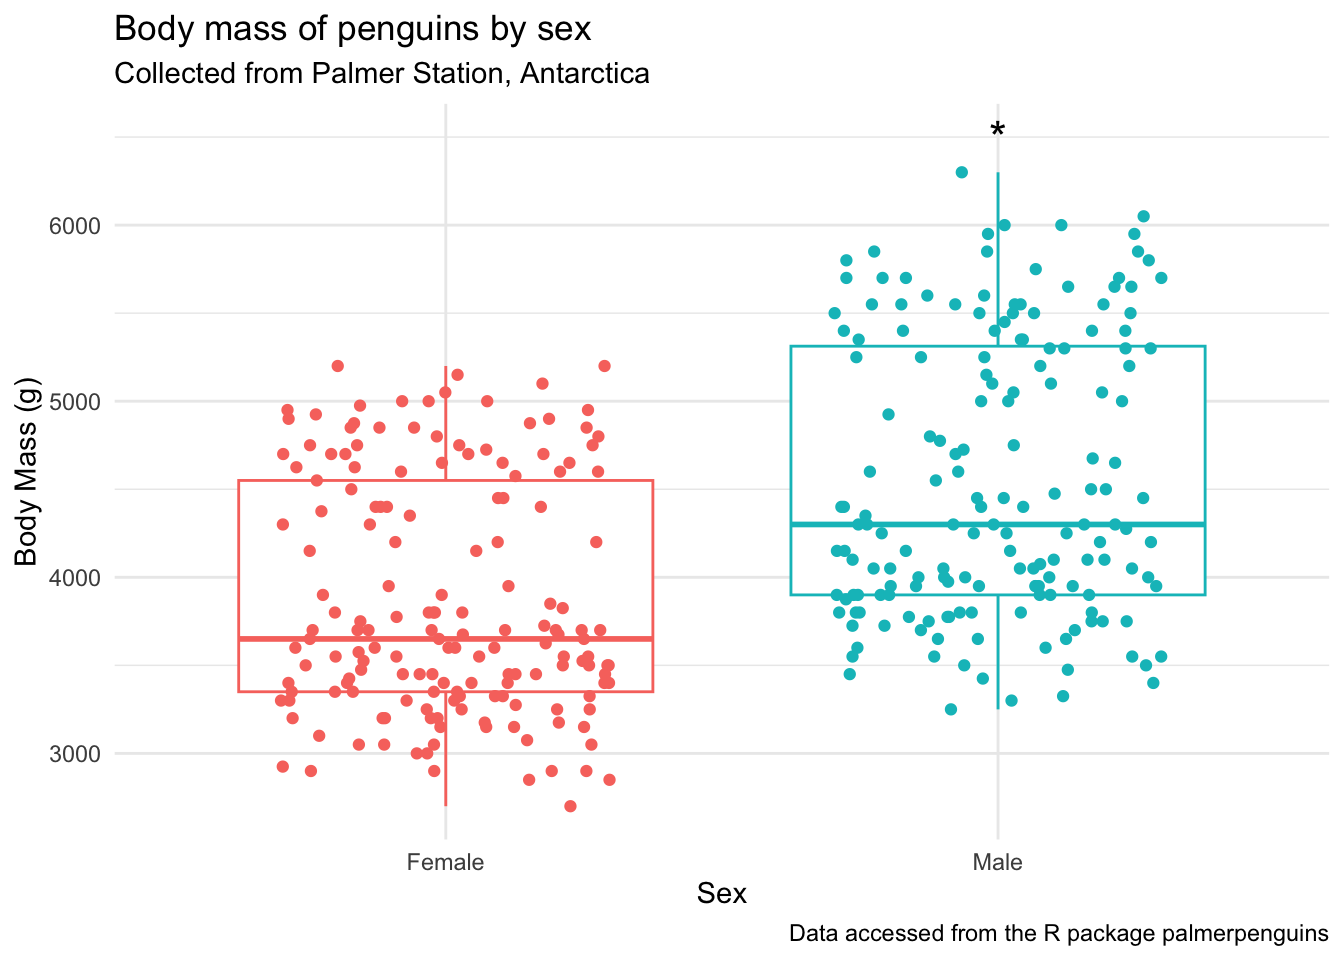 Body mass of penguins by sex
Collected from Palmer Station, Antarctica
*
6000
5000
4000
3000
Body Mass (g)
Female Male
Sex
Data accessed from the R package palmerpenguins